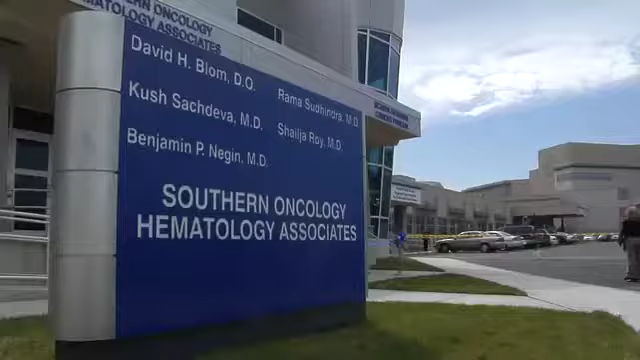 SOUTHERN ONCOLOGY
HEMATOLOGY ASSOCIATES
David H. Blom, D.O.
Kush Sachdeva, M.D.
Benjamin P. Negin, M.D.
Rama Sudhindra, M.D.
Shailja Roy, M.D.
SOUTHERN ONCOLOGY
HEMATOLOGY ASSOCIATES